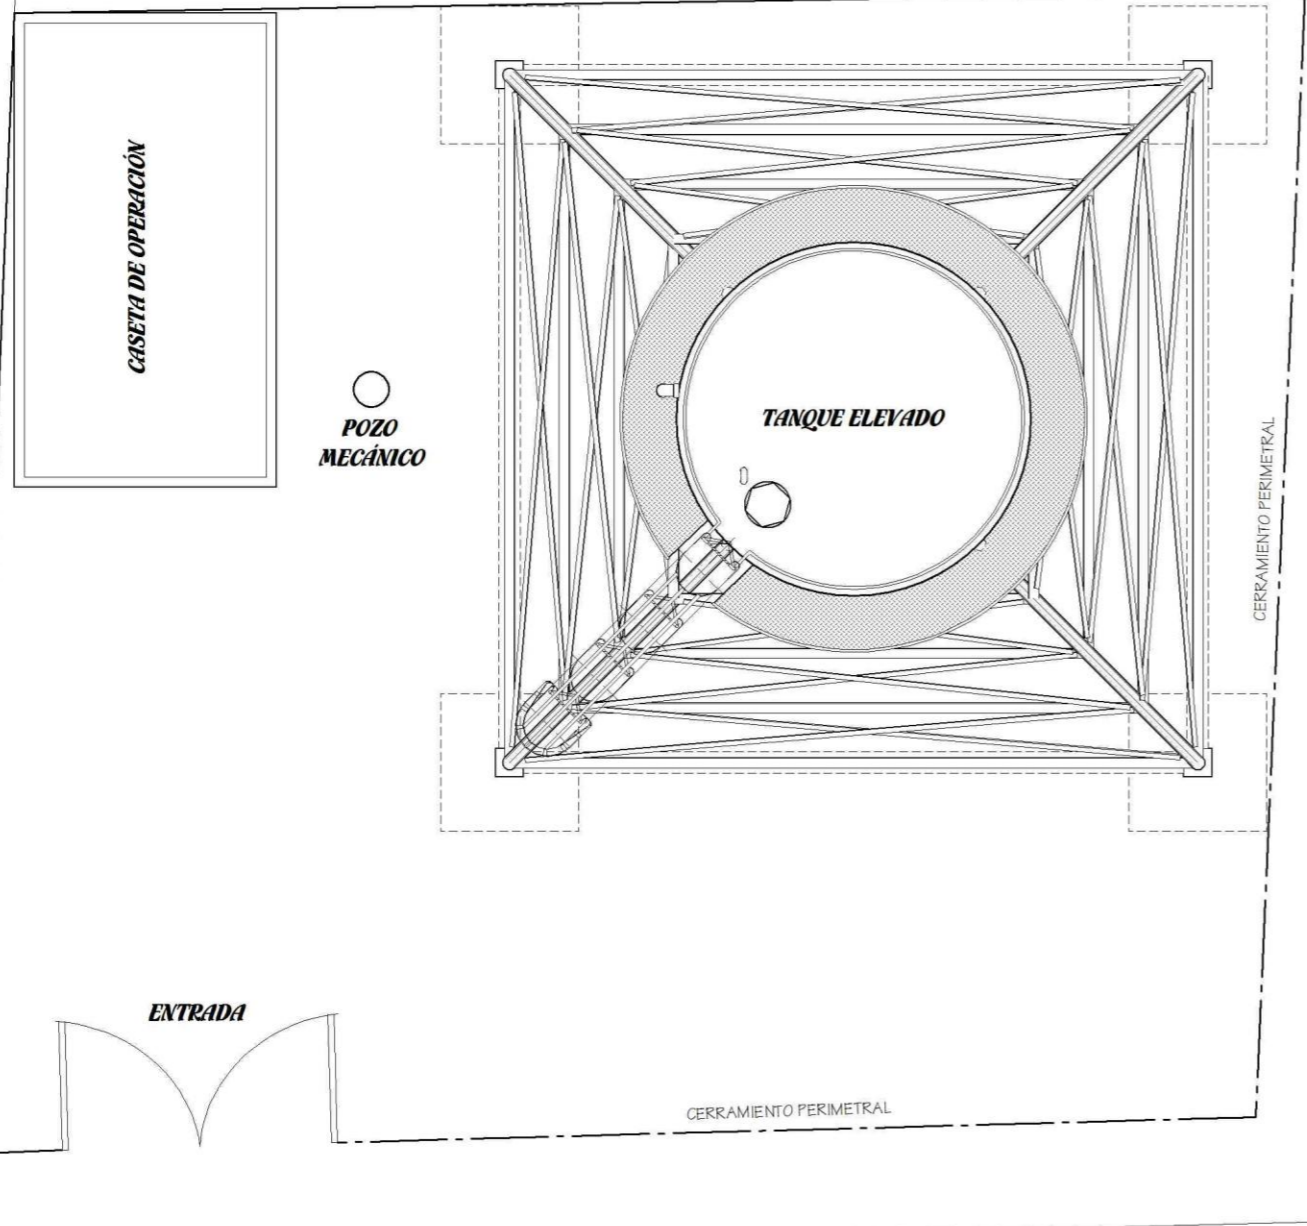 CASETA DE OPERACIÓN
POZO
MECÁNICO
TANQUE ELEVADO
CERRAMIENTO PERIMETRAL
ENTRADA
CERRAMIENTO PERIMETRAL